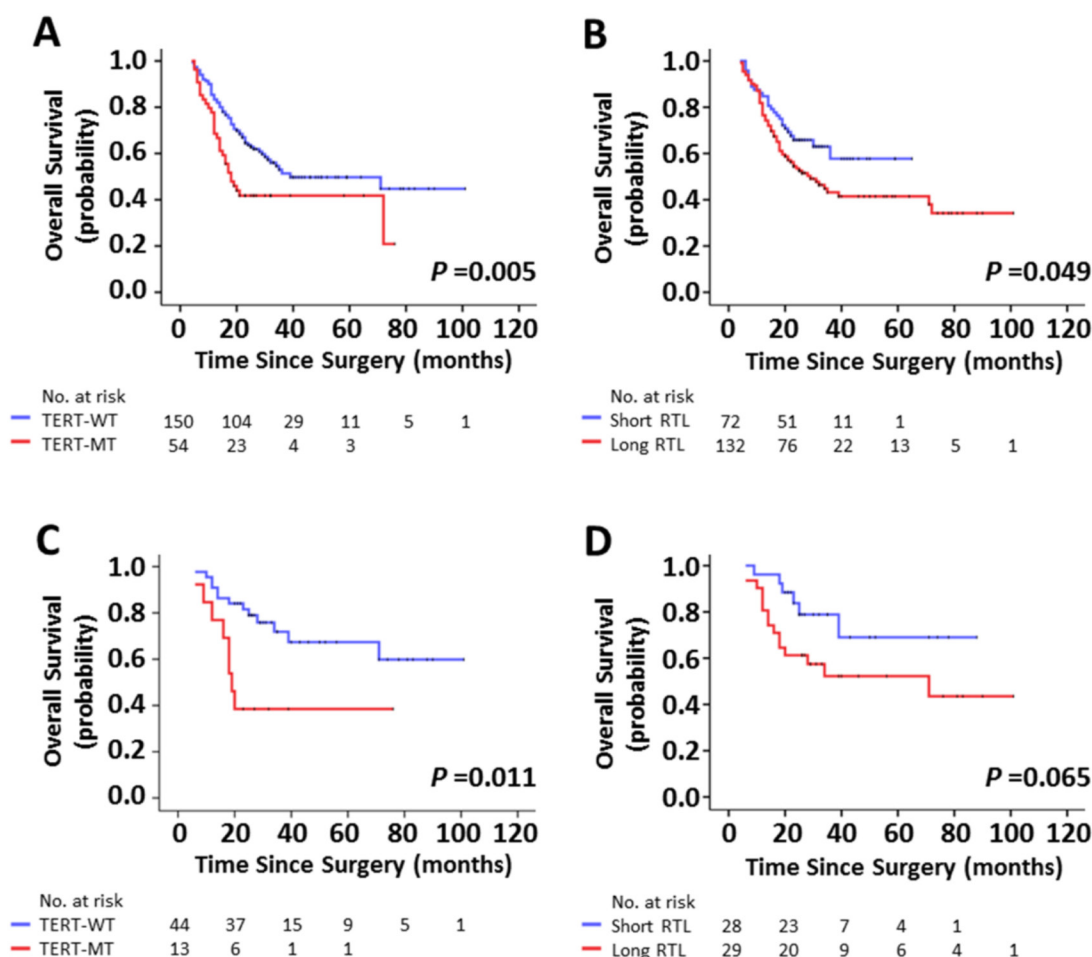 A
Overall Survival
(probability)
1.0
0.8
0.6
0.4
0.2
0.0
P =0.005
0 20 40 60 80 100 120
Time Since Surgery (months)
No. at risk
TERT-WT 150 104 29 11 5 1
TERT-MT 54 23 4 3
B
Overall Survival
(probability)
1.0
0.8
0.6
0.4
0.2
0.0
P =0.049
0 20 40 60 80 100 120
Time Since Surgery (months)
No. at risk
Short RTL 72 51 11 1
Long RTL 132 76 22 13 5 1
C
Overall Survival
(probability)
1.0
0.8
0.6
0.4
0.2
0.0
P =0.011
0 20 40 60 80 100 120
Time Since Surgery (months)
No. at risk
TERT-WT 44 37 15 9 5 1
TERT-MT 13 6 1 1
D
Overall Survival
(probability)
1.0
0.8
0.6
0.4
0.2
0.0
P =0.065
0 20 40 60 80 100 120
Time Since Surgery (months)
No. at risk
Short RTL 28 23 7 4 1
Long RTL 29 20 9 6 4 1